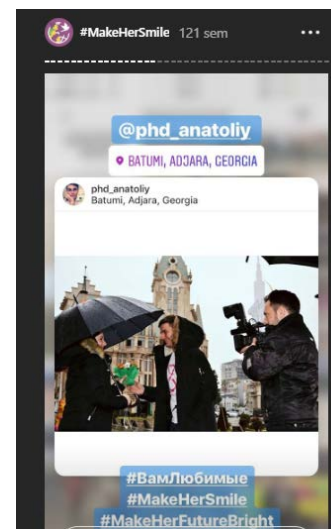 #MakeHerSmile 121 sem
@phd_anatoliy
BATUMI, ADJARA, GEORGIA
phd_anatoliy
Batumi, Adjara, Georgia
#ВамЛюбимые
#MakeHerSmile
#MakeHerFutureBright